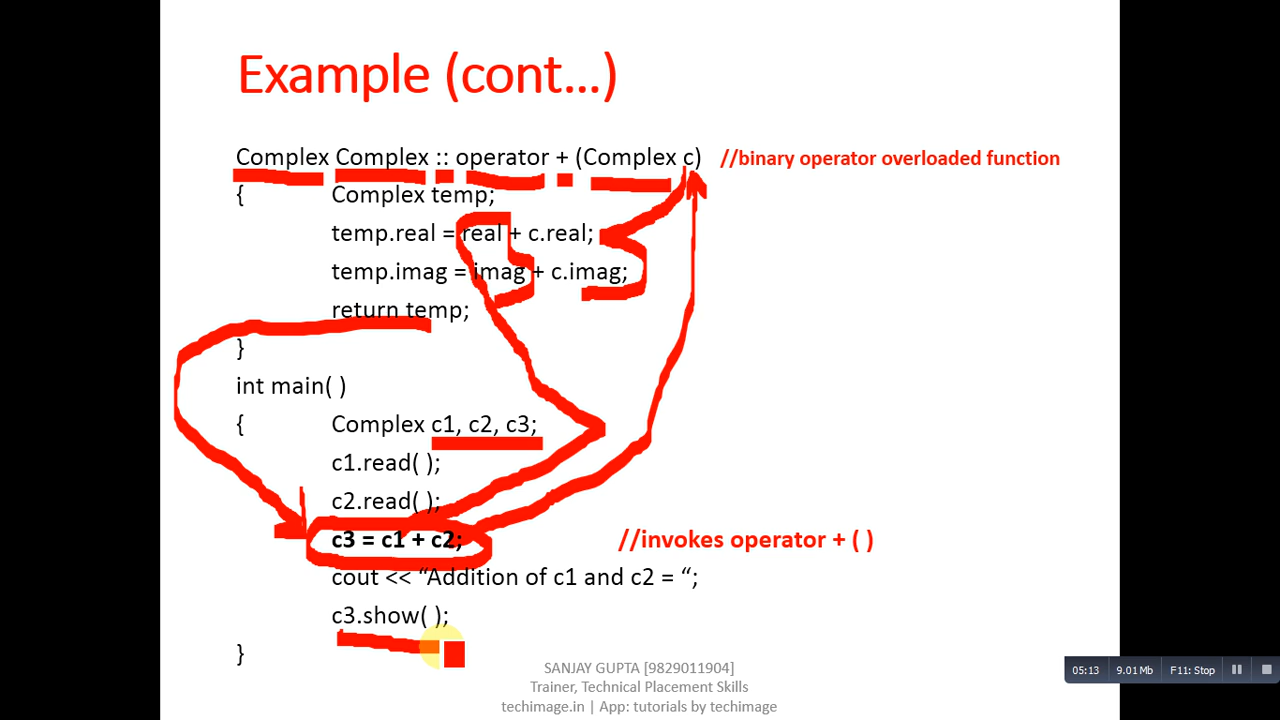 Example (cont...)
Complex Complex :: operator + (Complex c) //binary operator overloaded function
{ Complex temp;
temp.real = real + c.real;
temp.imag = imag + c.imag;
return temp;
}
int main( )
{ Complex c1, c2, c3;
c1.read( );
c2.read( );
c3 = c1 + c2; //invokes operator + ( )
cout << “Addition of c1 and c2 = “;
c3.show( );
}
SANJAY GUPTA [9829011904]
Trainer, Technical Placement Skills
techimage.in | App: tutorials by techimage
05:13 9.01 Mb F11: Stop